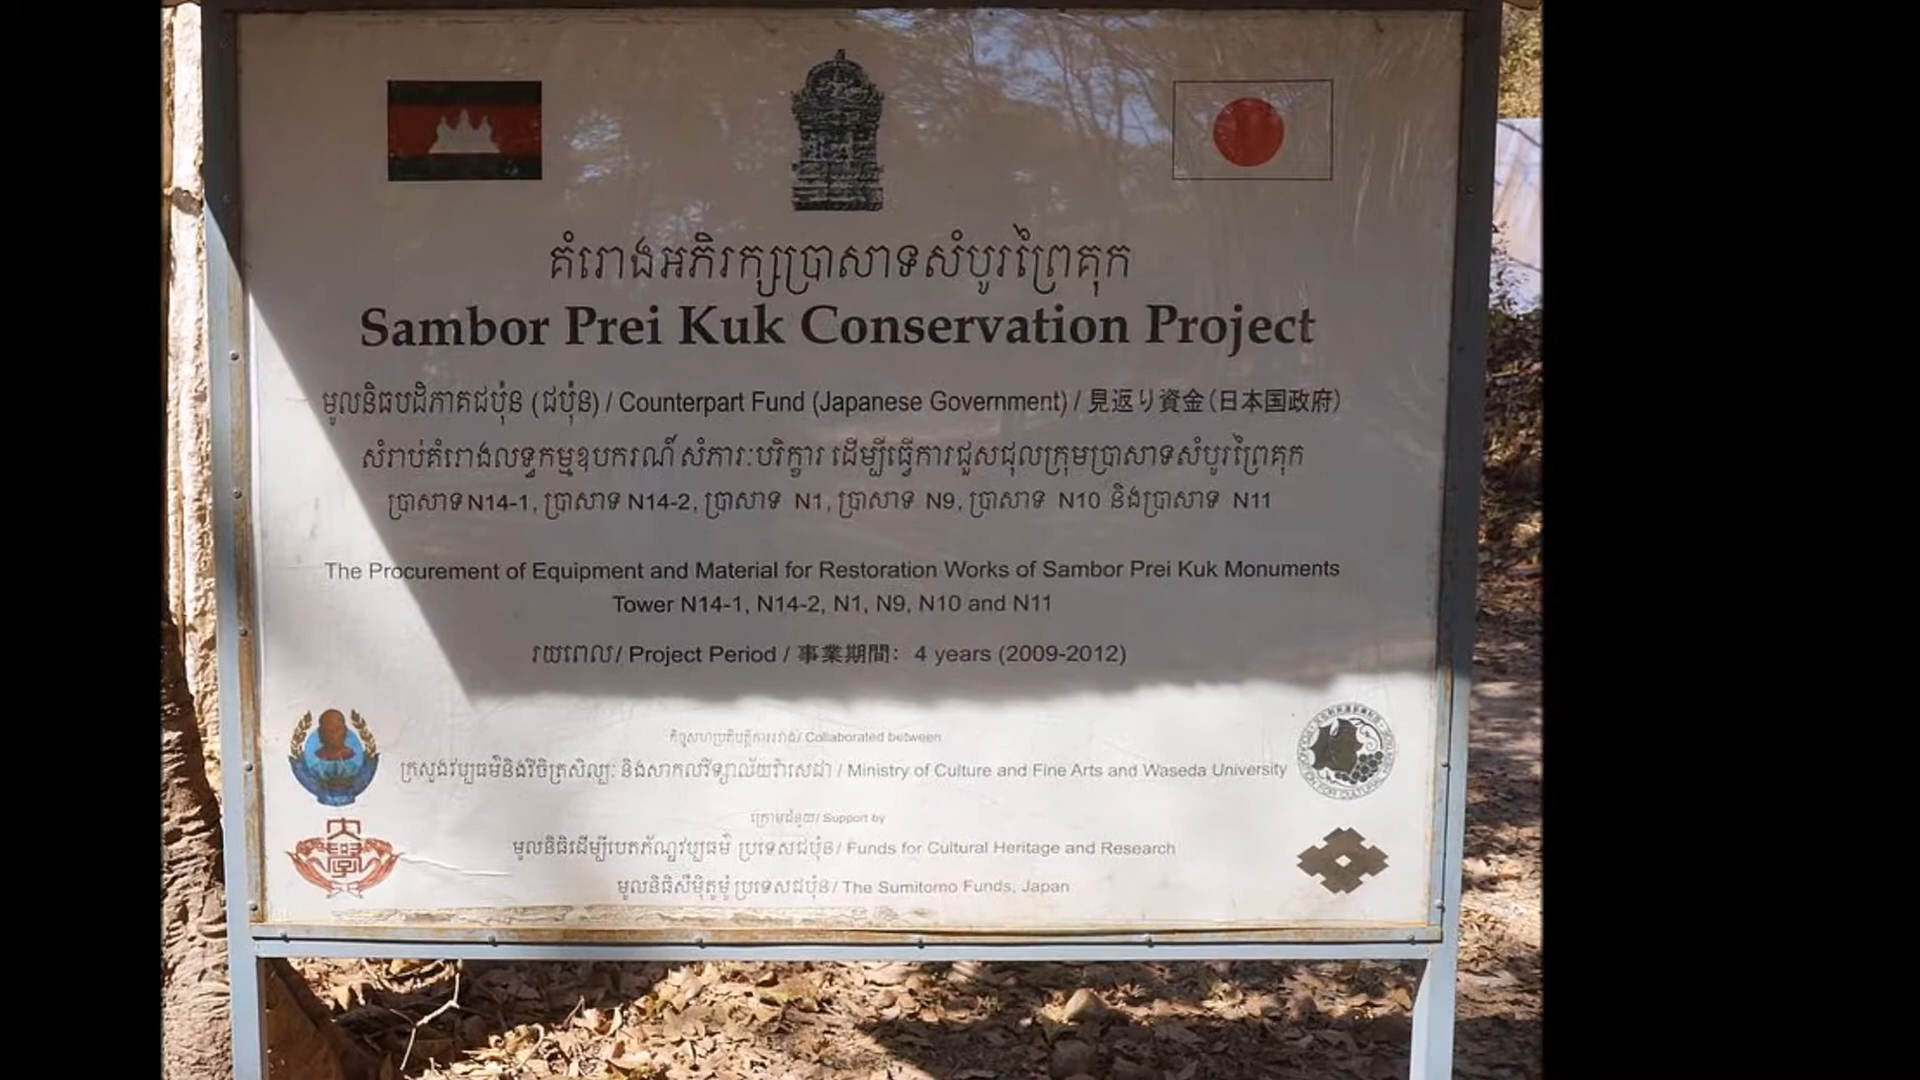 គំរោងអភិរក្សប្រាសាទសំបូរព្រៃគុក
Sambor Prei Kuk Conservation Project
មូលនិធបដិភាគជប៉ុន (ជប៉ុន) / Counterpart Fund (Japanese Government) / 見返り資金(日本国政府)
សំរាប់គំរោងលទ្ធកម្មឧបករណ៍ សំភារៈបរិក្ខារ ដើម្បីធ្វើការជួសជុលក្រុមប្រាសាទសំបូរព្រៃគុក
ប្រាសាទ N14-1, ប្រាសាទ N14-2, ប្រាសាទ N1, ប្រាសាទ N9, ប្រាសាទ N10 និងប្រាសាទ N11
The Procurement of Equipment and Material for Restoration Works of Sambor Prei Kuk Monuments
Tower N14-1, N14-2, N1, N9, N10 and N11
រយពេល / Project Period / 事業期間: 4 years (2009-2012)
កិច្ចសហប្រតិបត្តិការរវាង / Collaborated between
ក្រសួងវប្បធម៌និងវិចិត្រសិល្បៈ និងសាកលវិទ្យាល័យវ៉ាសេដា / Ministry of Culture and Fine Arts and Waseda University
ក្រោមជំនួយ / Support by
មូលនិធិដើម្បីបេតកភ័ណ្ឌវប្បធម៌ ប្រទេសជប៉ុន / Funds for Cultural Heritage and Research
មូលនិធិស៊ឺមិតូម៉ូ ប្រទេសជប៉ុន / The Sumitomo Funds, Japan